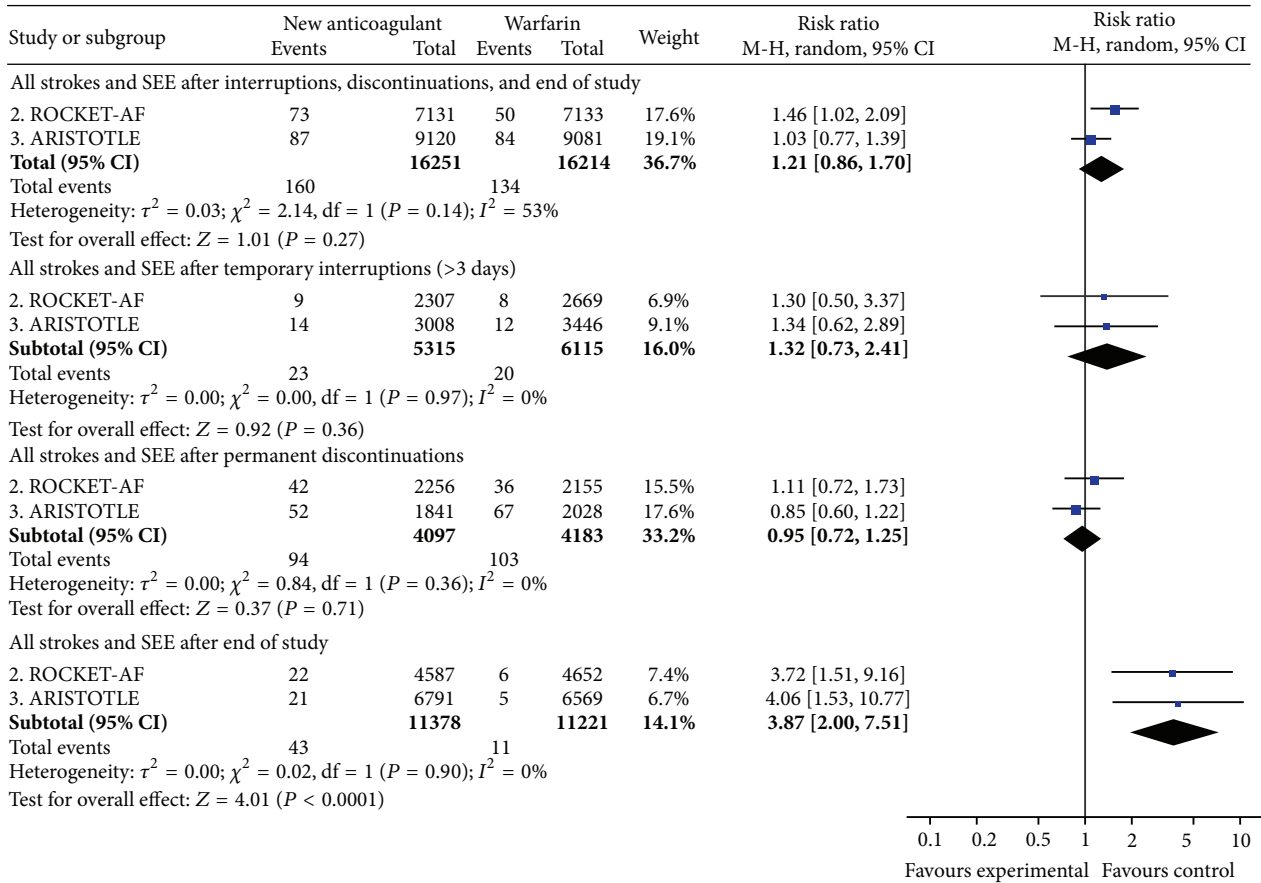 Study or subgroup New anticoagulant Warfarin Weight Risk ratio Risk ratio
Events Total Events Total M-H, random, 95% CI M-H, random, 95% CI
All strokes and SEE after interruptions, discontinuations, and end of study
2. ROCKET-AF 73 7131 50 7133 17.6% 1.46 [1.02, 2.09]
3. ARISTOTLE 87 9120 84 9081 19.1% 1.03 [0.77, 1.39]
Total (95% CI) 16251 16214 36.7% 1.21 [0.86, 1.70]
Total events 160 134
Heterogeneity: τ² = 0.03; χ² = 2.14, df = 1 (P = 0.14); I² = 53%
Test for overall effect: Z = 1.01 (P = 0.27)
All strokes and SEE after temporary interruptions (>3 days)
2. ROCKET-AF 9 2307 8 2669 6.9% 1.30 [0.50, 3.37]
3. ARISTOTLE 14 3008 12 3446 9.1% 1.34 [0.62, 2.89]
Subtotal (95% CI) 5315 6115 16.0% 1.32 [0.73, 2.41]
Total events 23 20
Heterogeneity: τ² = 0.00; χ² = 0.00, df = 1 (P = 0.97); I² = 0%
Test for overall effect: Z = 0.92 (P = 0.36)
All strokes and SEE after permanent discontinuations
2. ROCKET-AF 42 2256 36 2155 15.5% 1.11 [0.72, 1.73]
3. ARISTOTLE 52 1841 67 2028 17.6% 0.85 [0.60, 1.22]
Subtotal (95% CI) 4097 4183 33.2% 0.95 [0.72, 1.25]
Total events 94 103
Heterogeneity: τ² = 0.00; χ² = 0.84, df = 1 (P = 0.36); I² = 0%
Test for overall effect: Z = 0.37 (P = 0.71)
All strokes and SEE after end of study
2. ROCKET-AF 22 4587 6 4652 7.4% 3.72 [1.51, 9.16]
3. ARISTOTLE 21 6791 5 6569 6.7% 4.06 [1.53, 10.77]
Subtotal (95% CI) 11378 11221 14.1% 3.87 [2.00, 7.51]
Total events 43 11
Heterogeneity: τ² = 0.00; χ² = 0.02, df = 1 (P = 0.90); I² = 0%
Test for overall effect: Z = 4.01 (P < 0.0001)
0.1 0.2 0.5 1 2 5 10
Favours experimental Favours control